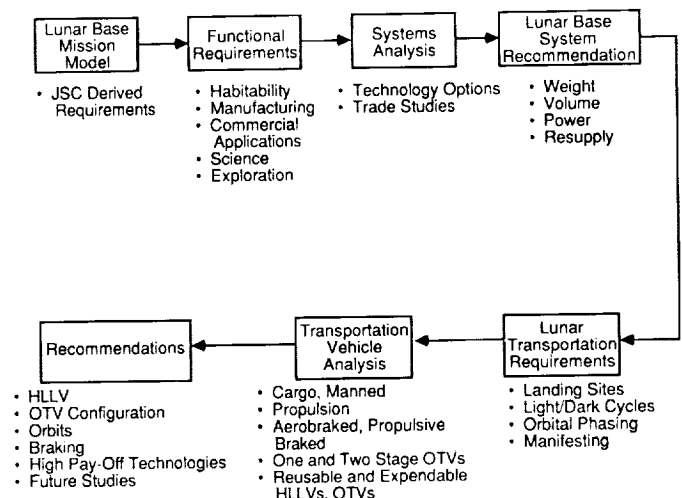 Lunar Base
Mission
Model
• JSC Derived
Requirements
Functional
Requirements
• Habitability
• Manufacturing
• Commercial
Applications
• Science
• Exploration
Systems
Analysis
• Technology Options
• Trade Studies
Lunar Base
System
Recommendation
• Weight
• Volume
• Power
• Resupply
Lunar
Transportation
Requirements
• Landing Sites
• Light/Dark Cycles
• Orbital Phasing
• Manifesting
Transportation
Vehicle
Analysis
• Cargo, Manned
• Propulsion
• Aerobraked, Propulsive
Braked
• One and Two Stage OTVs
• Reusable and Expendable
HLLVs, OTVs
Recommendations
• HLLV
• OTV Configuration
• Orbits
• Braking
• High Pay-Off Technologies
• Future Studies